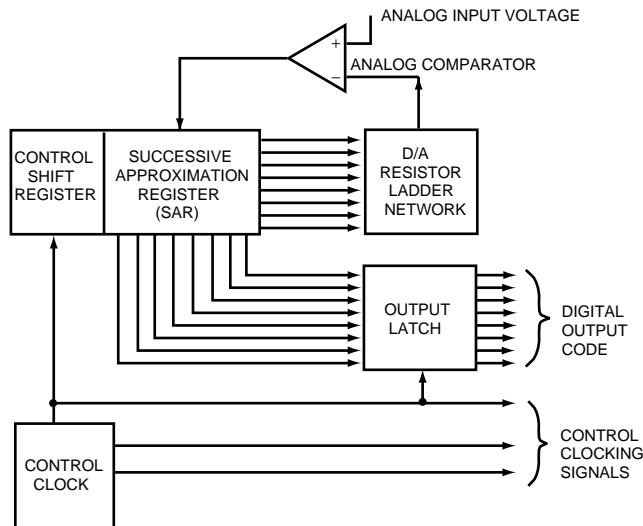 ANALOG INPUT VOLTAGE
+
ANALOG COMPARATOR
−
CONTROL
SHIFT
REGISTER
SUCCESSIVE
APPROXIMATION
REGISTER
(SAR)
D/A
RESISTOR
LADDER
NETWORK
OUTPUT
LATCH
DIGITAL
OUTPUT
CODE
CONTROL
CLOCK
CONTROL
CLOCKING
SIGNALS